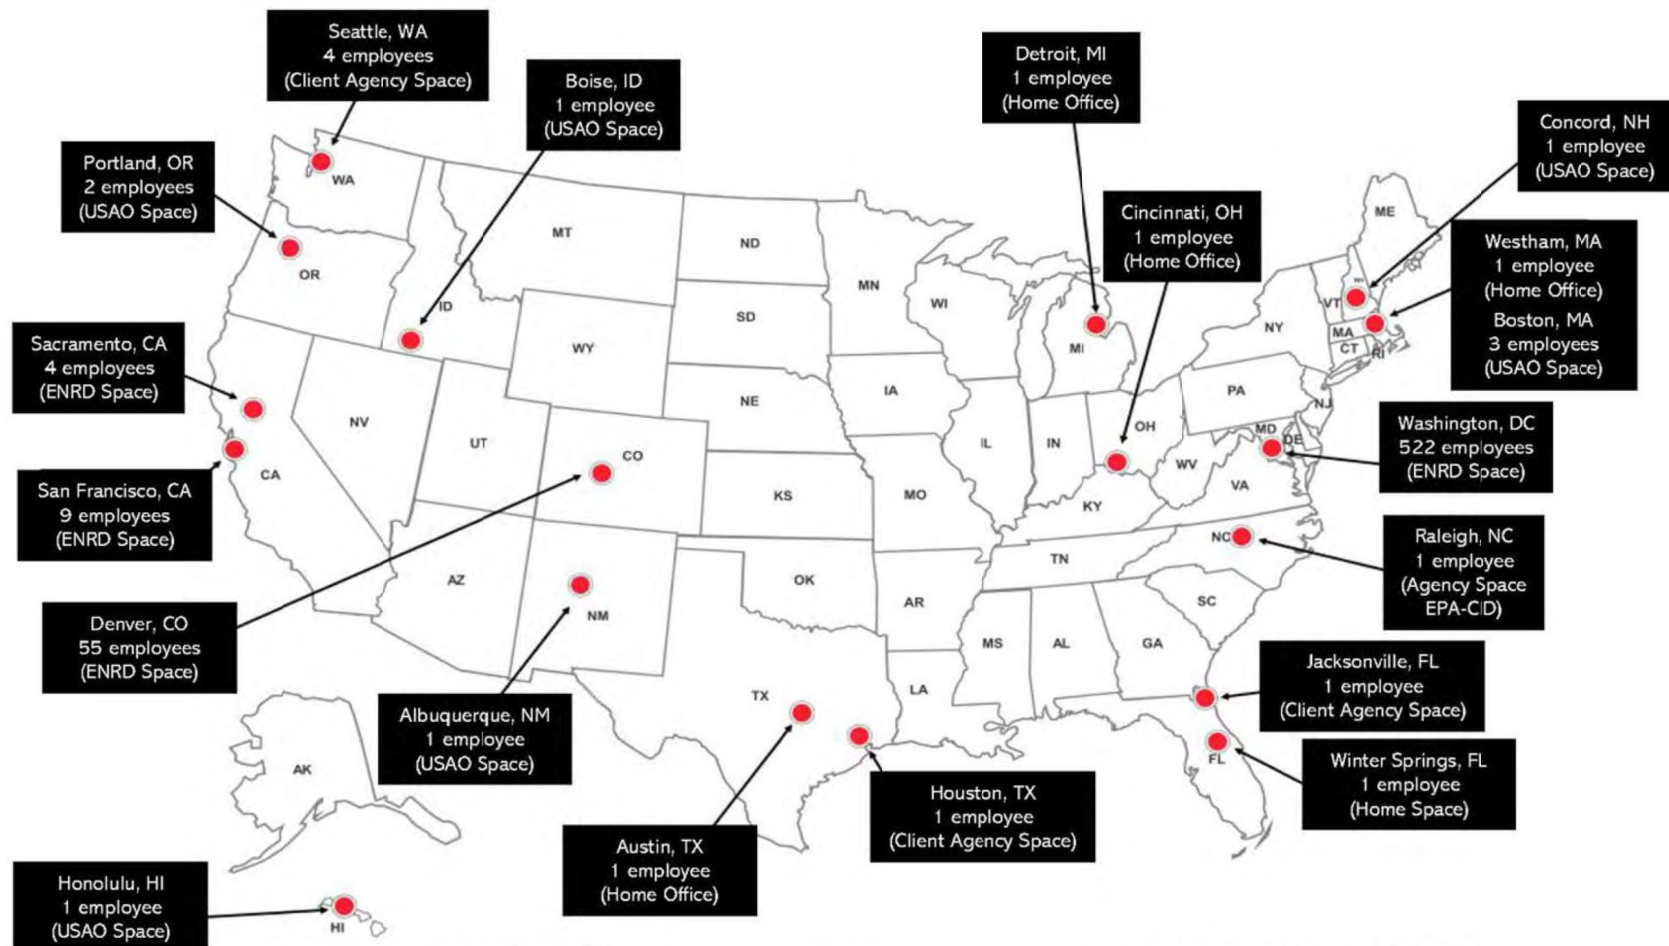 Seattle, WA
4 employees
(Client Agency Space)
Boise, ID
1 employee
(USAO Space)
Detroit, MI
1 employee
(Home Office)
Concord, NH
1 employee
(USAO Space)
Portland, OR
2 employees
(USAO Space)
Cincinnati, OH
1 employee
(Home Office)
Westham, MA
1 employee
(Home Office)
Boston, MA
3 employees
(USAO Space)
Sacramento, CA
4 employees
(ENRD Space)
San Francisco, CA
9 employees
(ENRD Space)
Washington, DC
522 employees
(ENRD Space)
Raleigh, NC
1 employee
(Agency Space
EPA-CID)
Denver, CO
55 employees
(ENRD Space)
Albuquerque, NM
1 employee
(USAO Space)
Jacksonville, FL
1 employee
(Client Agency Space)
Winter Springs, FL
1 employee
(Home Space)
Houston, TX
1 employee
(Client Agency Space)
Austin, TX
1 employee
(Home Office)
Honolulu, HI
1 employee
(USAO Space)
WA
OR
ID
MT
ND
MN
SD
WI
MI
WY
NE
IA
NV
UT
CO
KS
MO
IL
IN
OH
PA
NY
VT
ME
MA
CT
RI
NJ
MD
DE
WV
VA
KY
NC
TN
SC
CA
AZ
NM
OK
AR
MS
AL
GA
LA
TX
FL
AK
HI